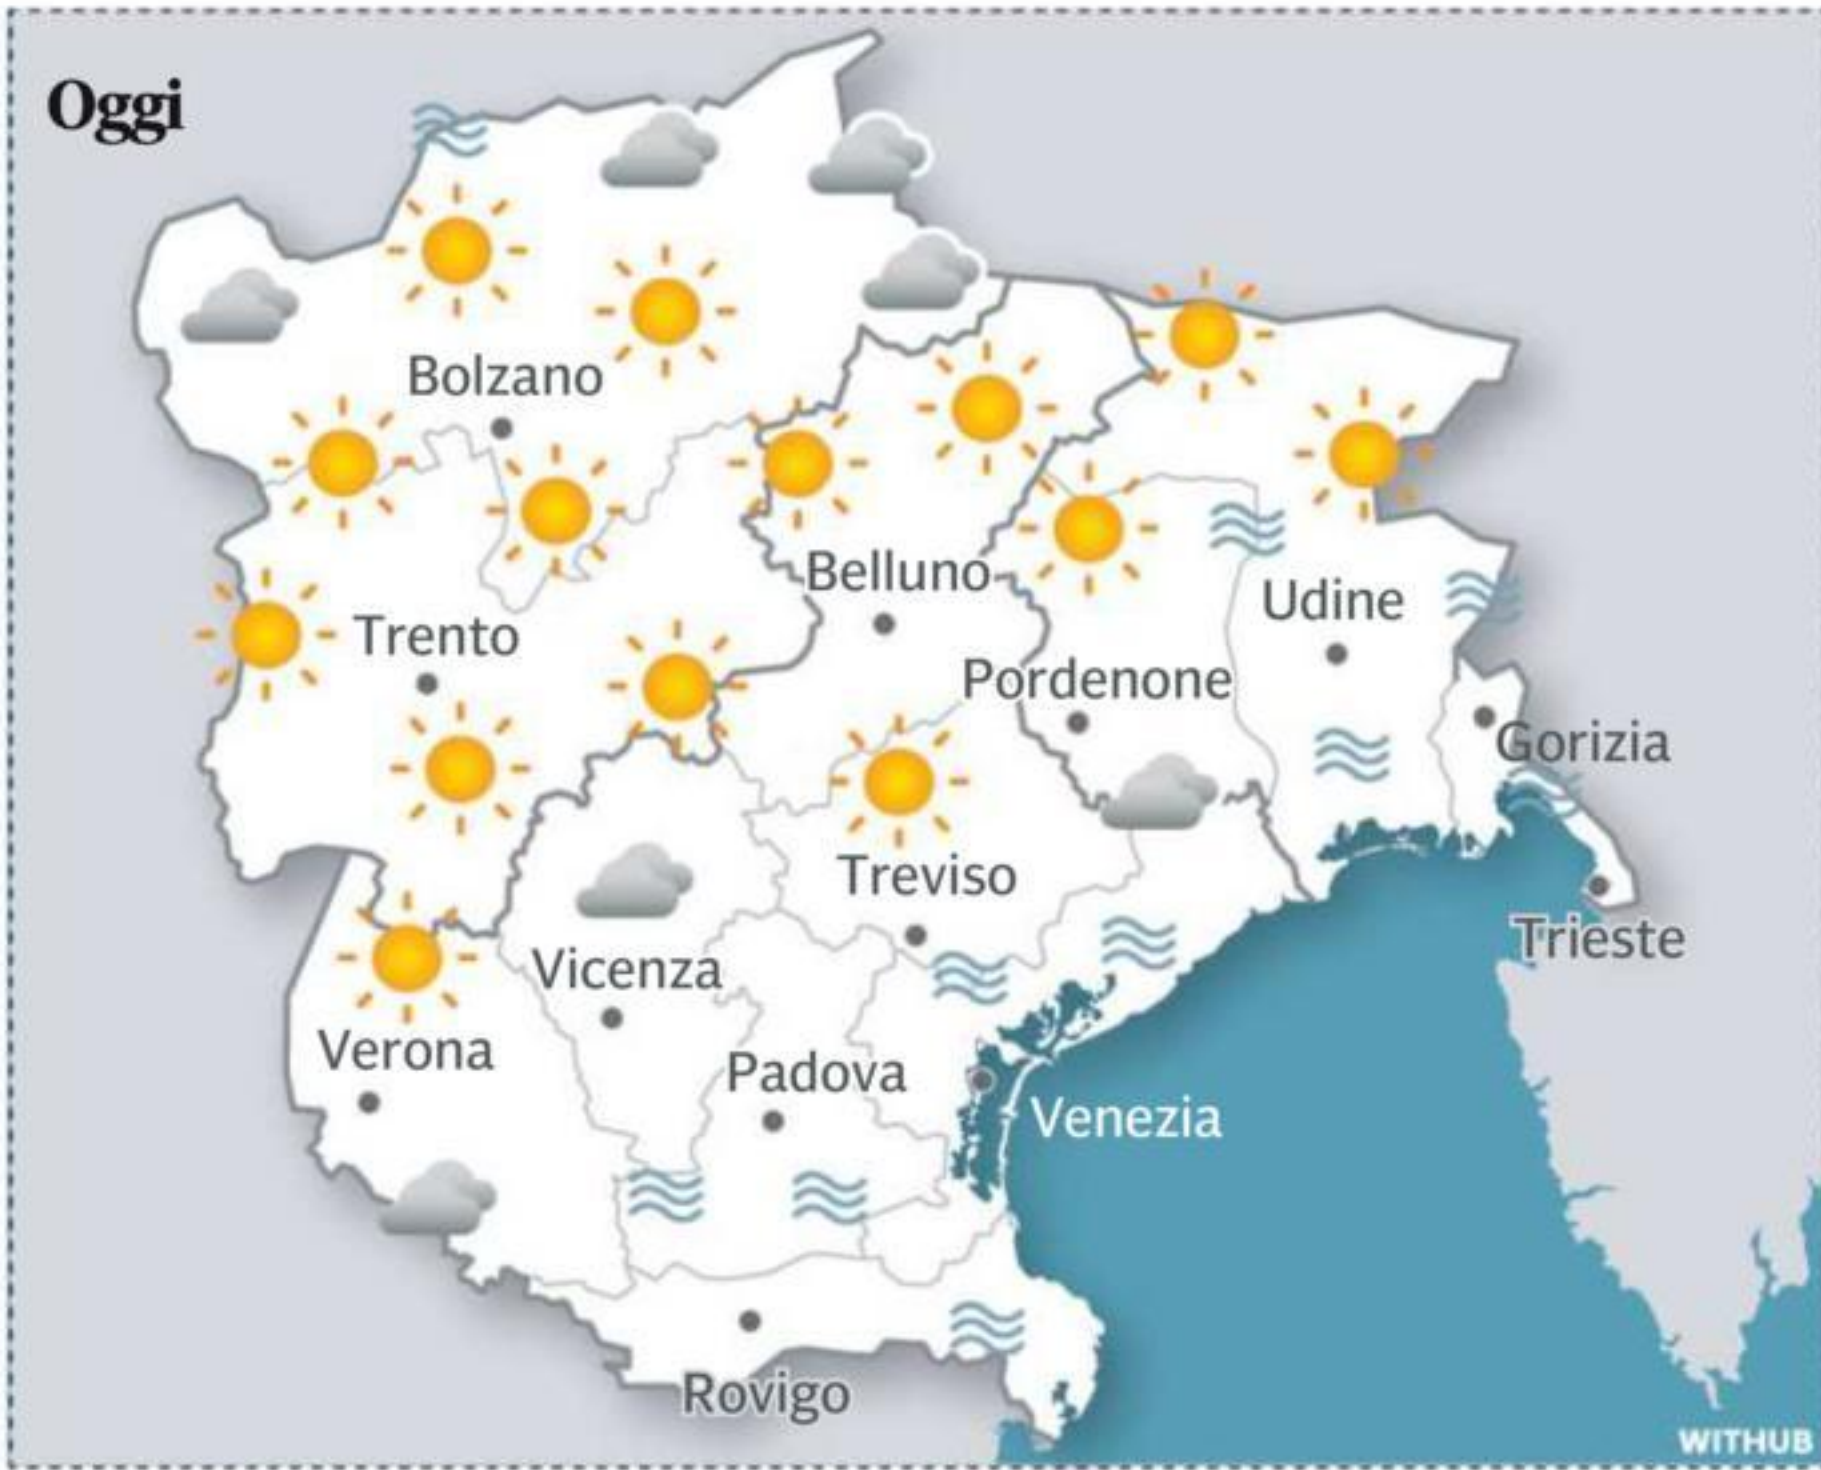 Oggi
Bolzano
Belluno
Udine
Trento
Pordenone
Gorizia
Treviso
Trieste
Vicenza
Verona
Padova
Venezia
Rovigo
WITHUB